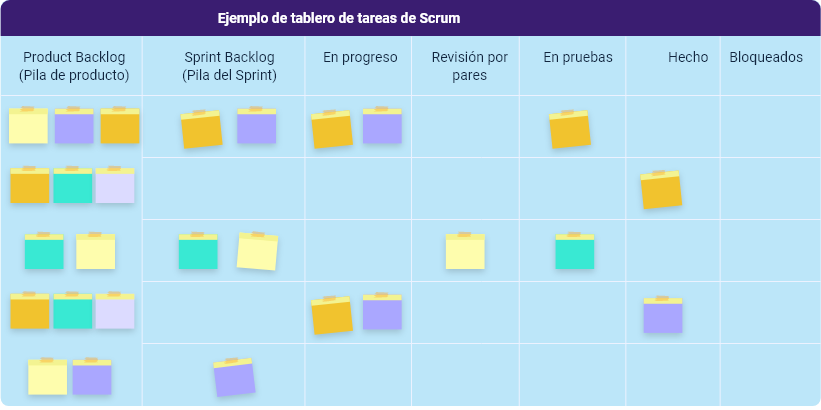 Ejemplo de tablero de tareas de Scrum
Product Backlog
(Pila de producto)
Sprint Backlog
(Pila del Sprint)
En progreso
Revisión por
pares
En pruebas
Hecho
Bloqueados